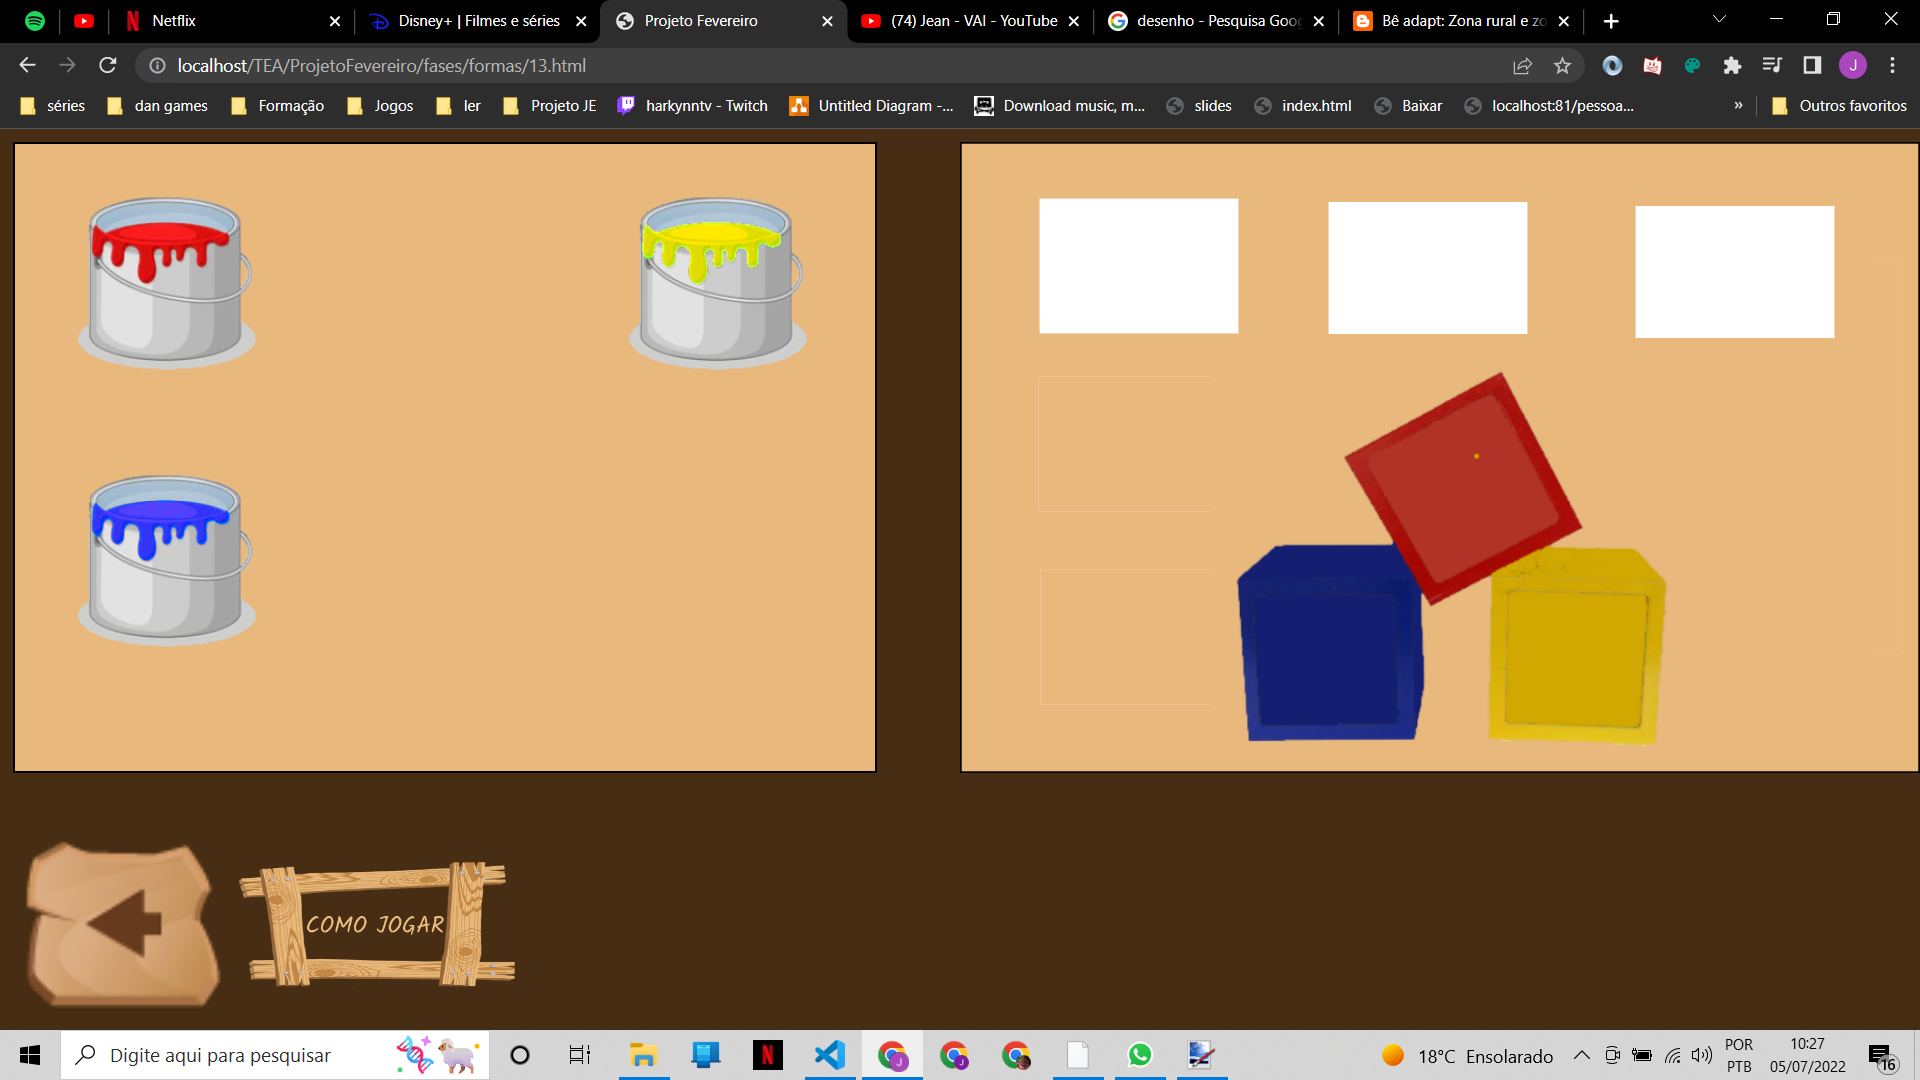 Netflix
Disney+ | Filmes e séries
Projeto Fevereiro
(74) Jean - VAI - YouTube
desenho - Pesquisa Goo
Bê adapt: Zona rural e zo
localhost/TEA/ProjetoFevereiro/fases/formas/13.html
J
séries
dan games
Formação
Jogos
ler
Projeto JE
harkynntv - Twitch
Untitled Diagram -...
Download music, m...
slides
index.html
Baixar
localhost:81/pessoa...
»
Outros favoritos
COMO JOGAR
Digite aqui para pesquisar
18°C Ensolarado
POR
PTB
10:27
05/07/2022
16